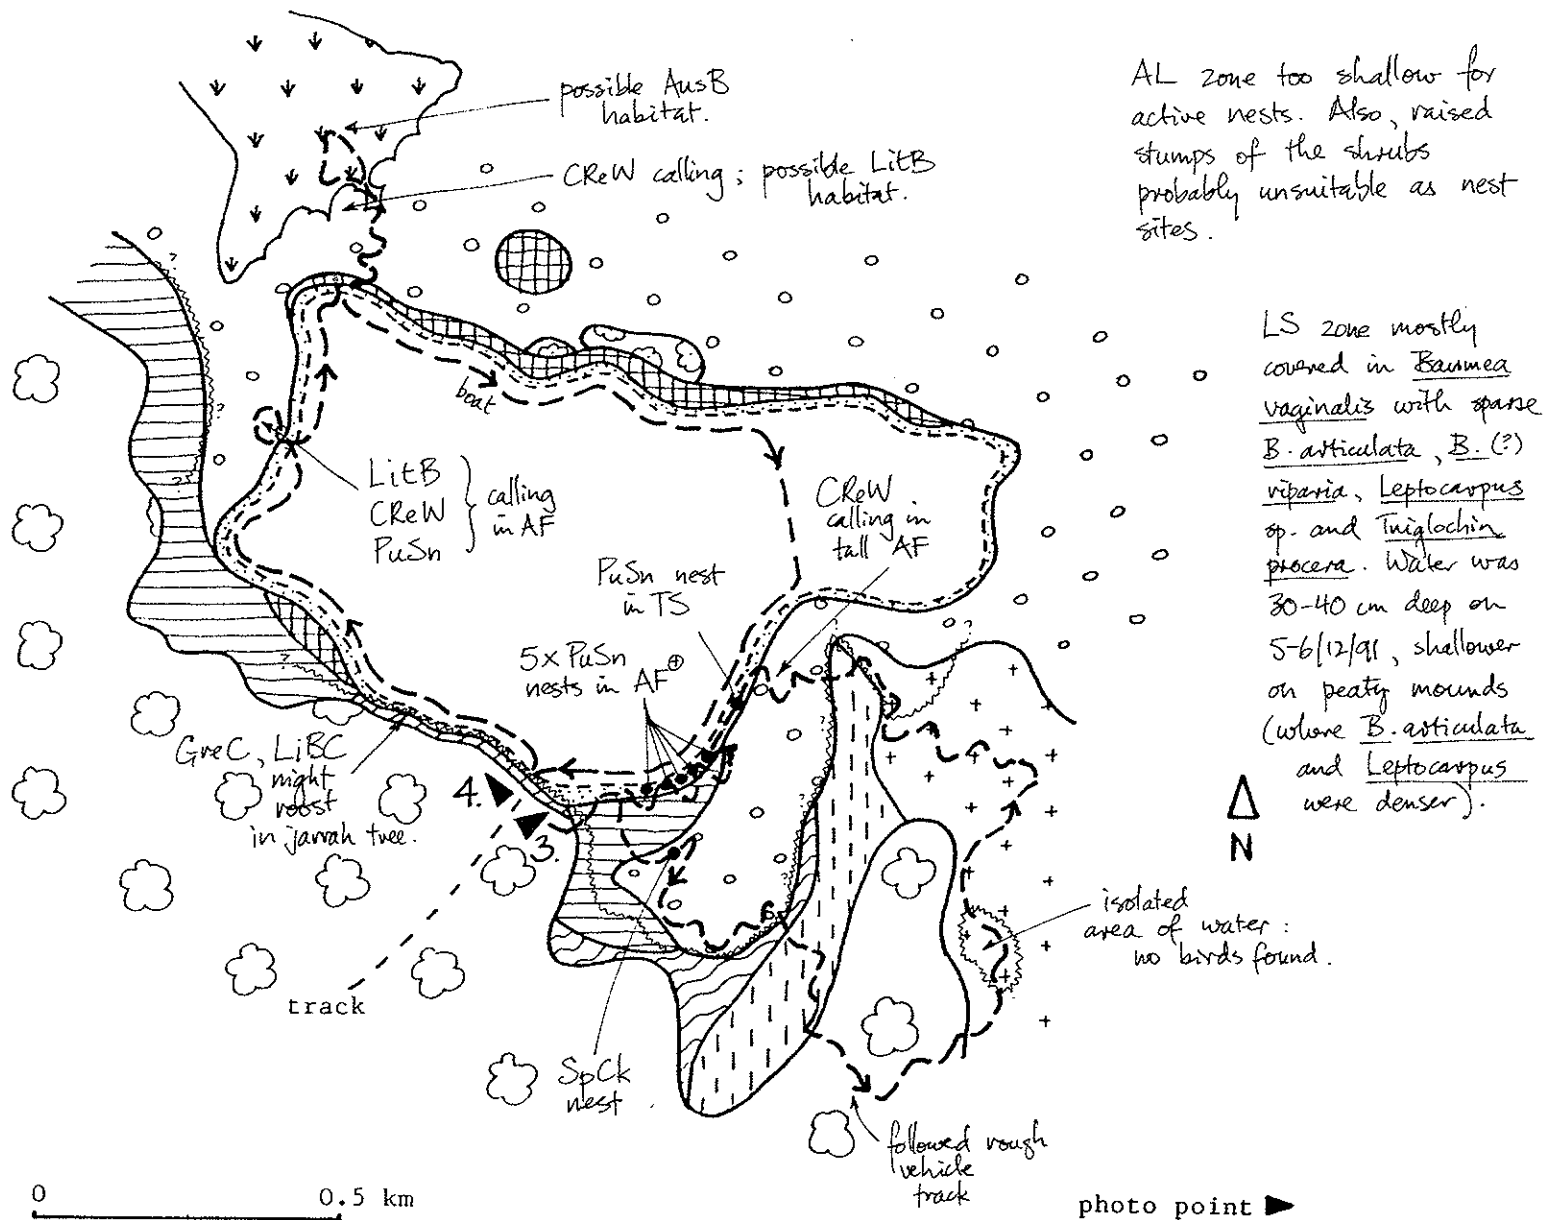 possible AusB
habitat.
CReW calling ; possible LitB
habitat.
AL zone too shallow for
active nests. Also, raised
stumps of the shrubs
probably unsuitable as nest
sites.
LS zone mostly
covered in Baumea
vaginalis with sparse
B. articulata, B. (?)
riparia, Leptocarpus
sp. and Triglochin
procera. Water was
30-40 cm deep on
5-6/12/91, shallower
on peaty mounds
(where B. articulata
and Leptocarpus
were denser).
boat
LitB
CReW
PuSn
calling
in AF
CReW
calling in
tall AF
PuSn nest
in TS
5x PuSn
nests in AF⊕
GreC, LiBC
night
roost
in jarrah tree.
4.
3.
N
isolated
area of water :
no birds found.
track
SpCk
nest.
followed rough
vehicle
track
0 0.5 km
photo point
? ? ? ? ? ? ? ?